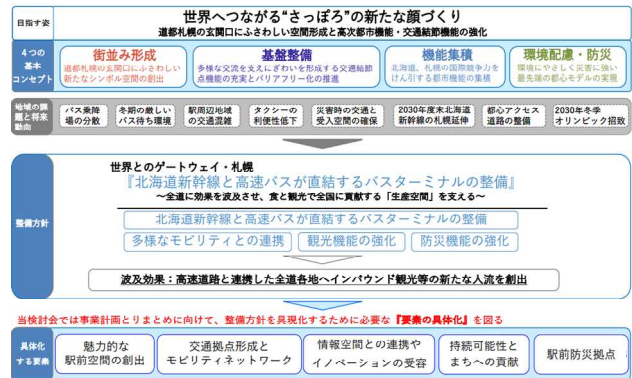 目指す姿
世界へつながる“さっぽろ”の新たな顔づくり
道都札幌の玄関口にふさわしい空間形成と高次都市機能・交通結節機能の強化
4つの
基本
コンセプト
街並み形成
道都札幌の玄関口にふさわしい
新たなシンボル空間の創出
基盤整備
多様な交流を支えにぎわいを形成する交通結節
点機能の充実とバリアフリー化の推進
機能集積
北海道、札幌の国際競争力を
けん引する都市機能の集積
環境配慮・防災
環境にやさしく災害に強い
最先端の都心モデルの実現
地域の課
題と将来
動向
バス乗降
場の分散
冬期の厳しい
バス待ち環境
駅周辺地域
の交通混雑
タクシーの
利便性低下
災害時の交通と
受入空間の確保
2030年度末北海道
新幹線の札幌延伸
都心アクセス
道路の整備
2030年冬季
オリンピック招致
整備方針
世界とのゲートウェイ・札幌
『北海道新幹線と高速バスが直結するバスターミナルの整備』
～全道に効果を波及させ、食と観光で全国に貢献する「生産空間」を支える～
北海道新幹線と高速バスが直結するバスターミナルの整備
多様なモビリティとの連携
観光機能の強化
防災機能の強化
波及効果：高速道路と連携した全道各地へインバウンド観光等の新たな人流を創出
当検討会では事業計画とりまとめに向けて、整備方針を具現化するために必要な『要素の具体化』を図る
具体化
する要素
魅力的な
駅前空間の創出
交通拠点形成と
モビリティネットワーク
情報空間との連携や
イノベーションの受容
持続可能性と
まちへの貢献
駅前防災拠点